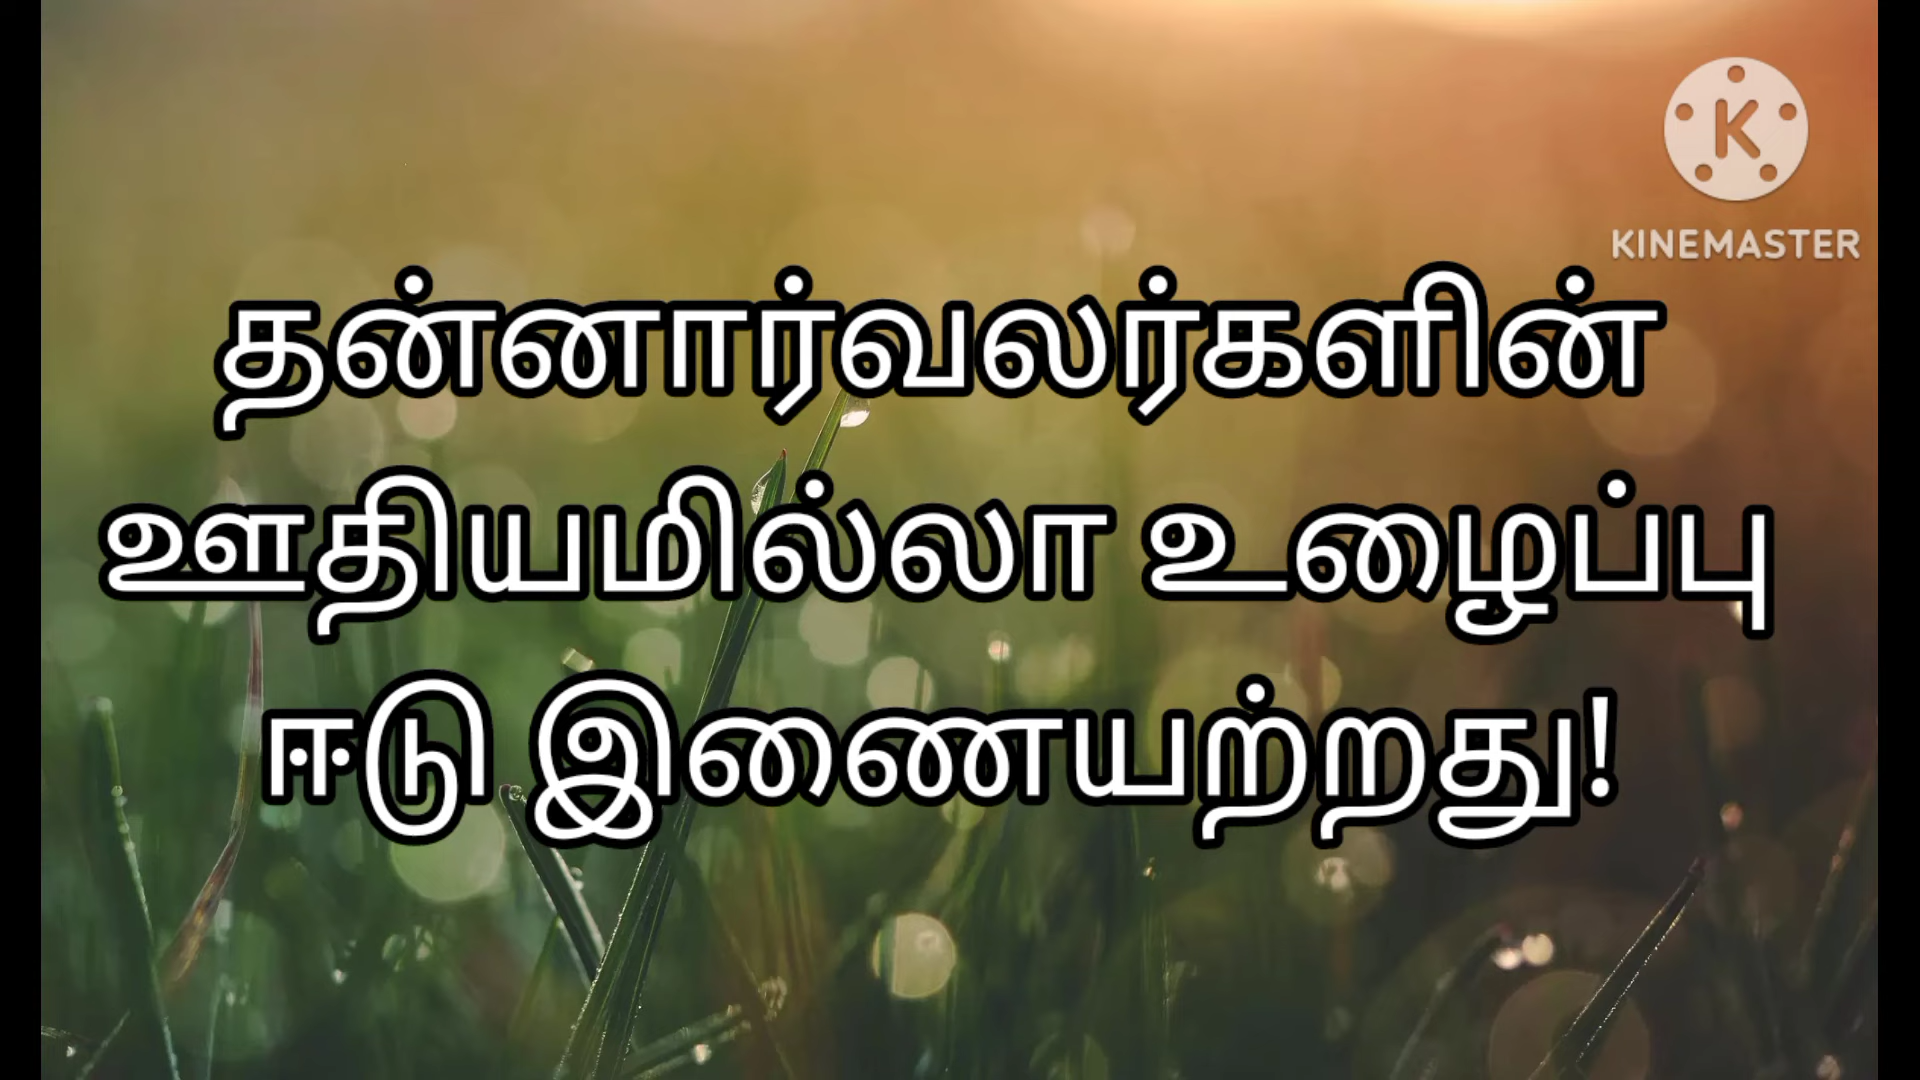 KINEMASTER
தன்னார்வலர்களின்
ஊதியமில்லா உழைப்பு
ஈடு இணையற்றது!